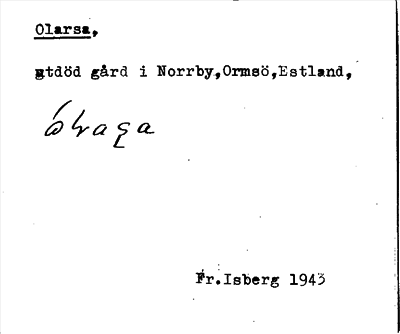 Olarsa,
utdöd gård i Norrby,Ormsö,Estland,
Fr.Isberg 1943